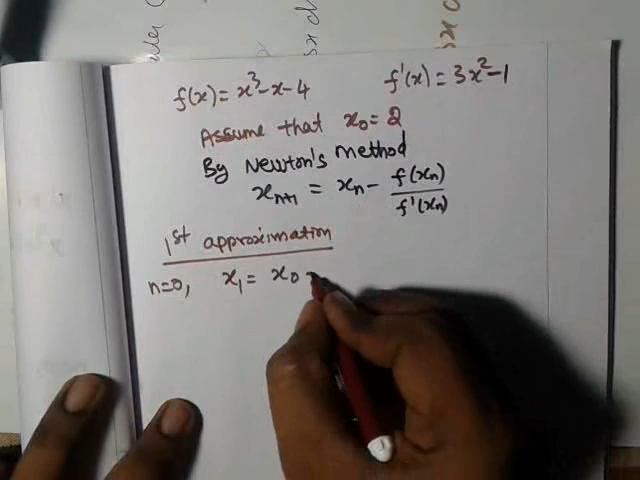 f(x) = x³-x-4 f'(x) = 3x²-1
Assume that x₀=2
By Newton's method
xₙ₊₁ = xₙ - f(xₙ)/f'(xₙ)
1st approximation
n=0, x₁= x₀ -